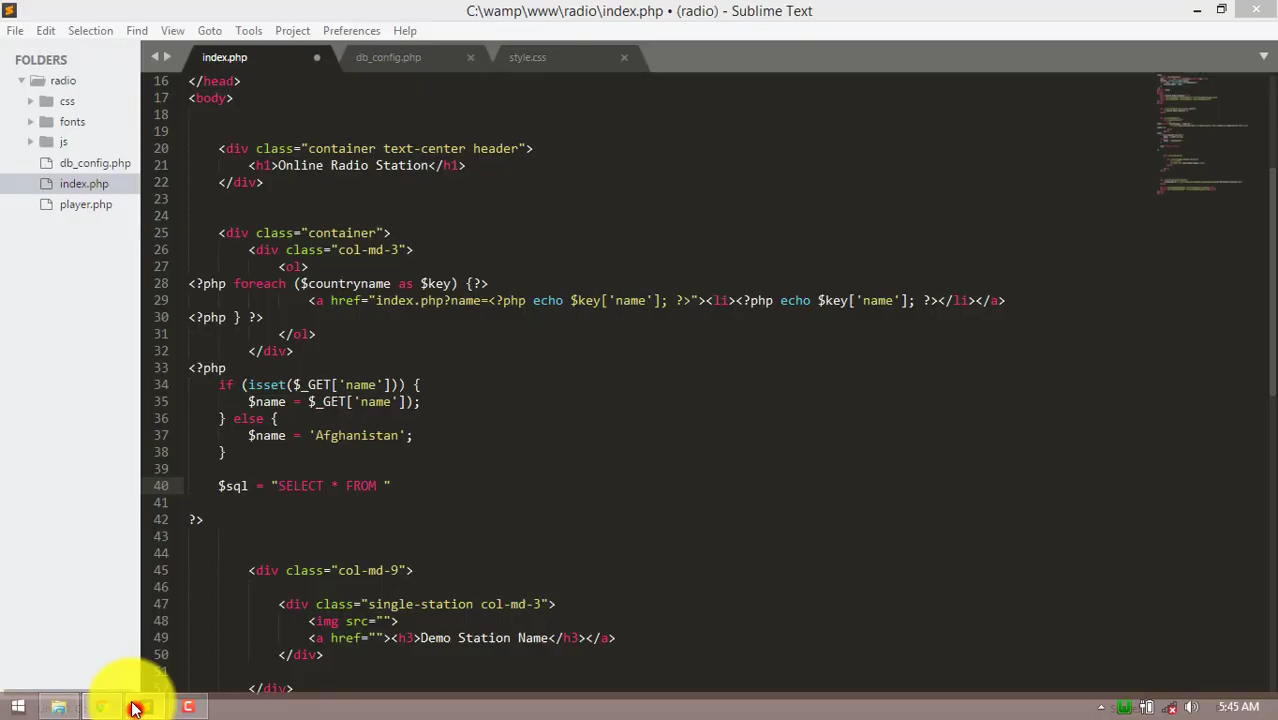 C:\wamp\www\radio\index.php • (radio) - Sublime Text
File Edit Selection Find View Goto Tools Project Preferences Help
FOLDERS
radio
css
fonts
js
db_config.php
index.php
player.php
index.php db_config.php style.css
16 </head>
17 <body>
18
19
20 <div class="container text-center header">
21 <h1>Online Radio Station</h1>
22 </div>
23
24
25 <div class="container">
26 <div class="col-md-3">
27 <ol>
28 <?php foreach ($countryname as $key) {?>
29 <a href="index.php?name=<?php echo $key['name']; ?>"><li><?php echo $key['name']; ?></li></a>
30 <?php } ?>
31 </ol>
32 </div>
33 <?php
34 if (isset($_GET['name'])) {
35 $name = $_GET['name']);
36 } else {
37 $name = 'Afghanistan';
38 }
39
40 $sql = "SELECT * FROM "
41
42 ?>
43
44
45 <div class="col-md-9">
46
47 <div class="single-station col-md-3">
48 <img src="">
49 <a href=""><h3>Demo Station Name</h3></a>
50 </div>
51
</div>
5:45 AM